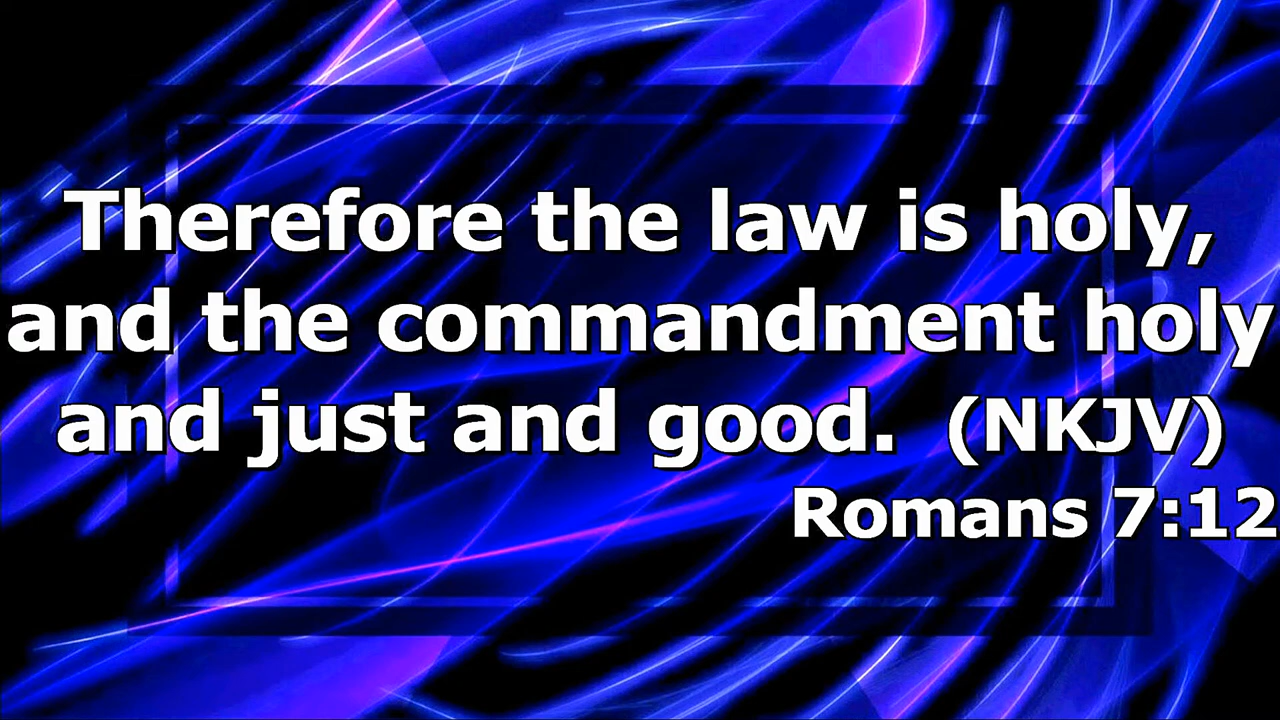 Therefore the law is holy,
and the commandment holy
and just and good.  (NKJV)
Romans 7:12